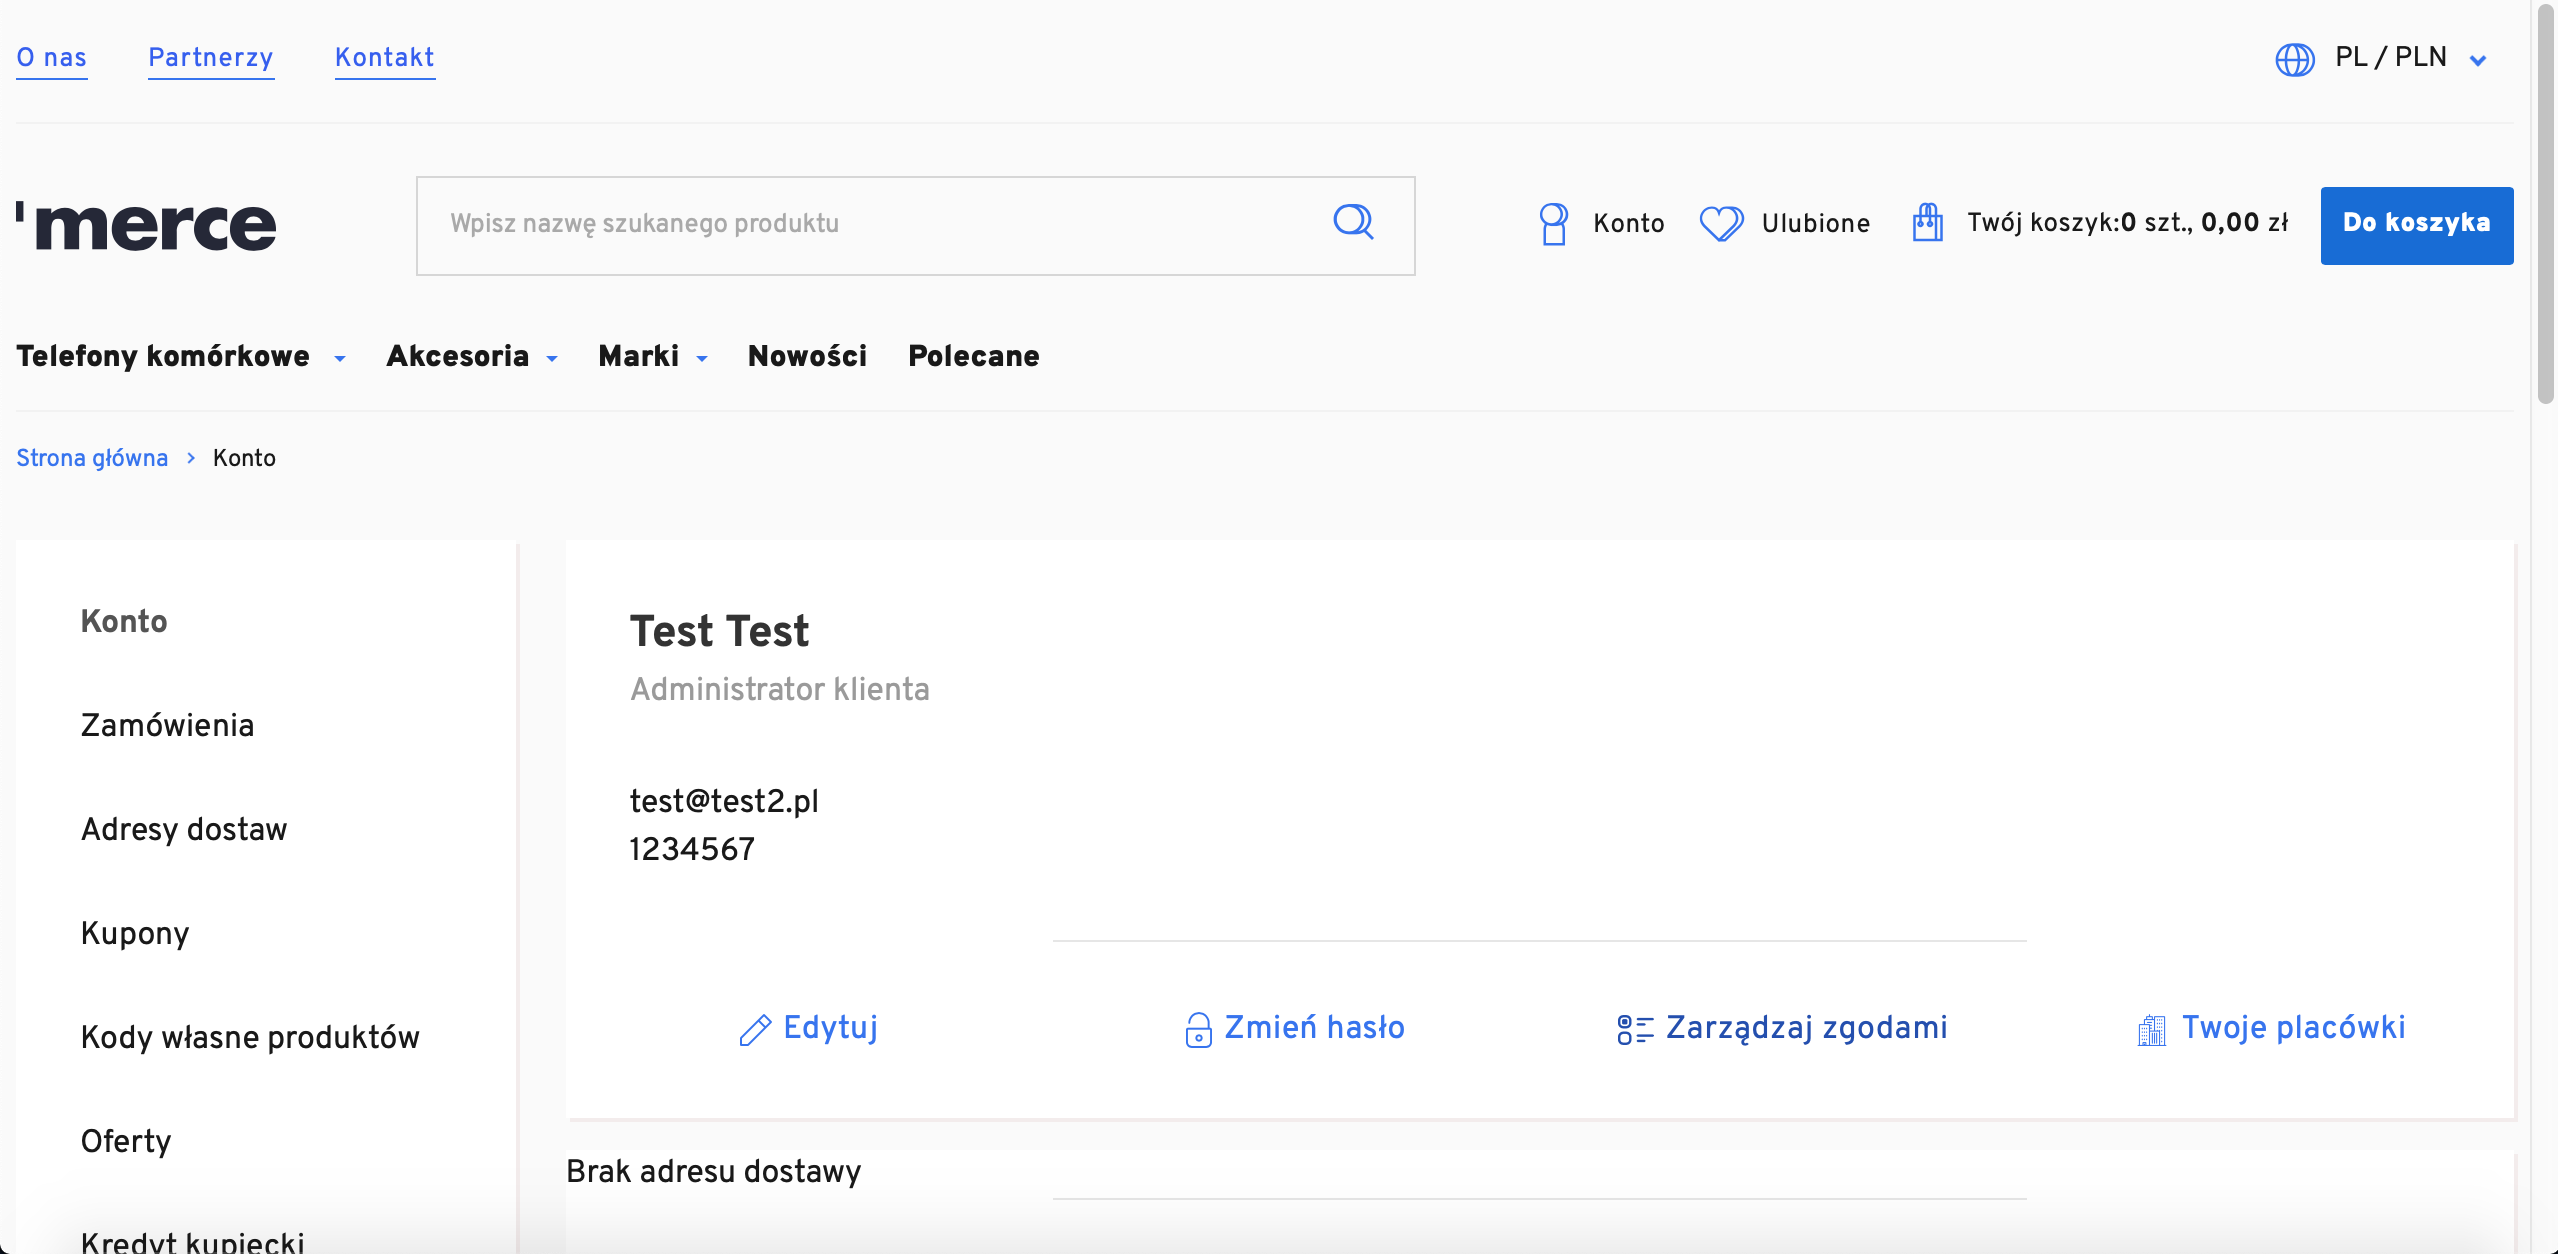 O nas Partnerzy Kontakt PL / PLN
'merce Wpisz nazwę szukanego produktu Konto Ulubione Twój koszyk:0 szt., 0,00 zł Do koszyka
Telefony komórkowe Akcesoria Marki Nowości Polecane
Strona główna > Konto
Konto
Zamówienia
Adresy dostaw
Kupony
Kody własne produktów
Oferty
Kredyt kupiecki
Test Test
Administrator klienta
test@test2.pl
1234567
Edytuj Zmień hasło Zarządzaj zgodami Twoje placówki
Brak adresu dostawy